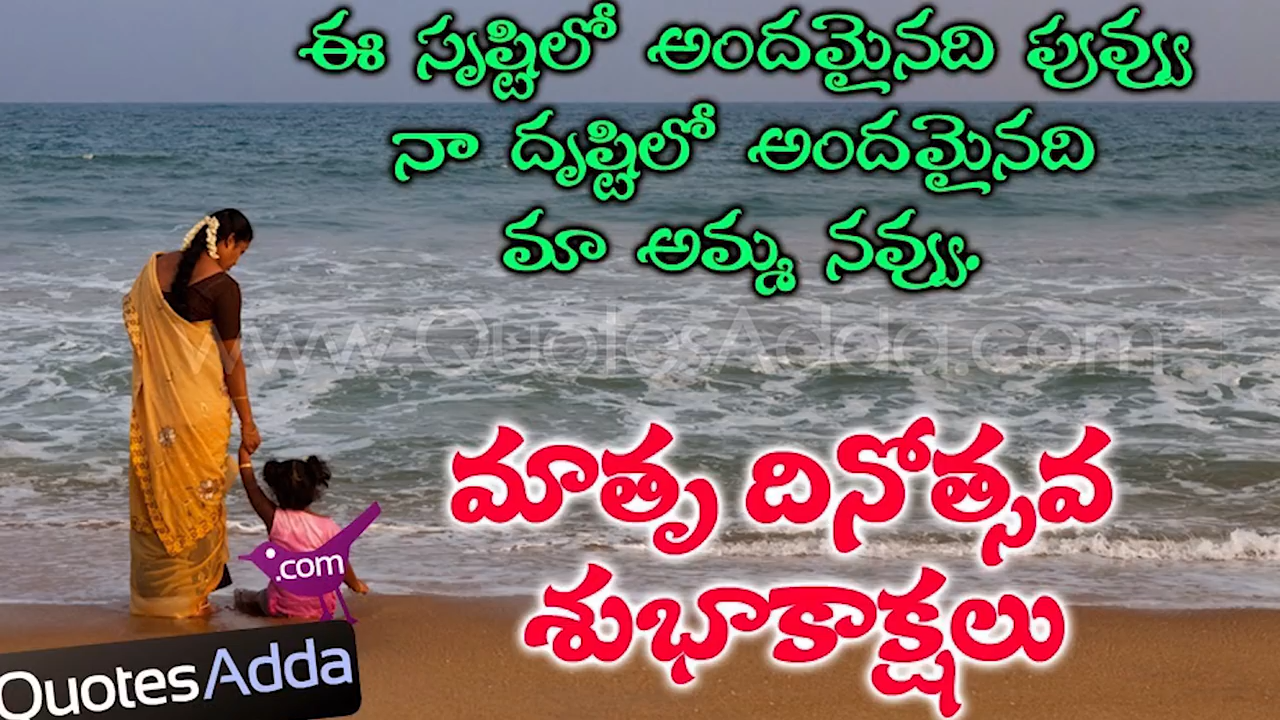 ఈ సృష్టిలో అందమైనది పువ్వు
నా దృష్టిలో అందమైనది
మా అమ్మ నవ్వు.
www.QuotesAdda.com
మాతృ దినోత్సవ
శుభాకాక్షలు
.com
QuotesAdda